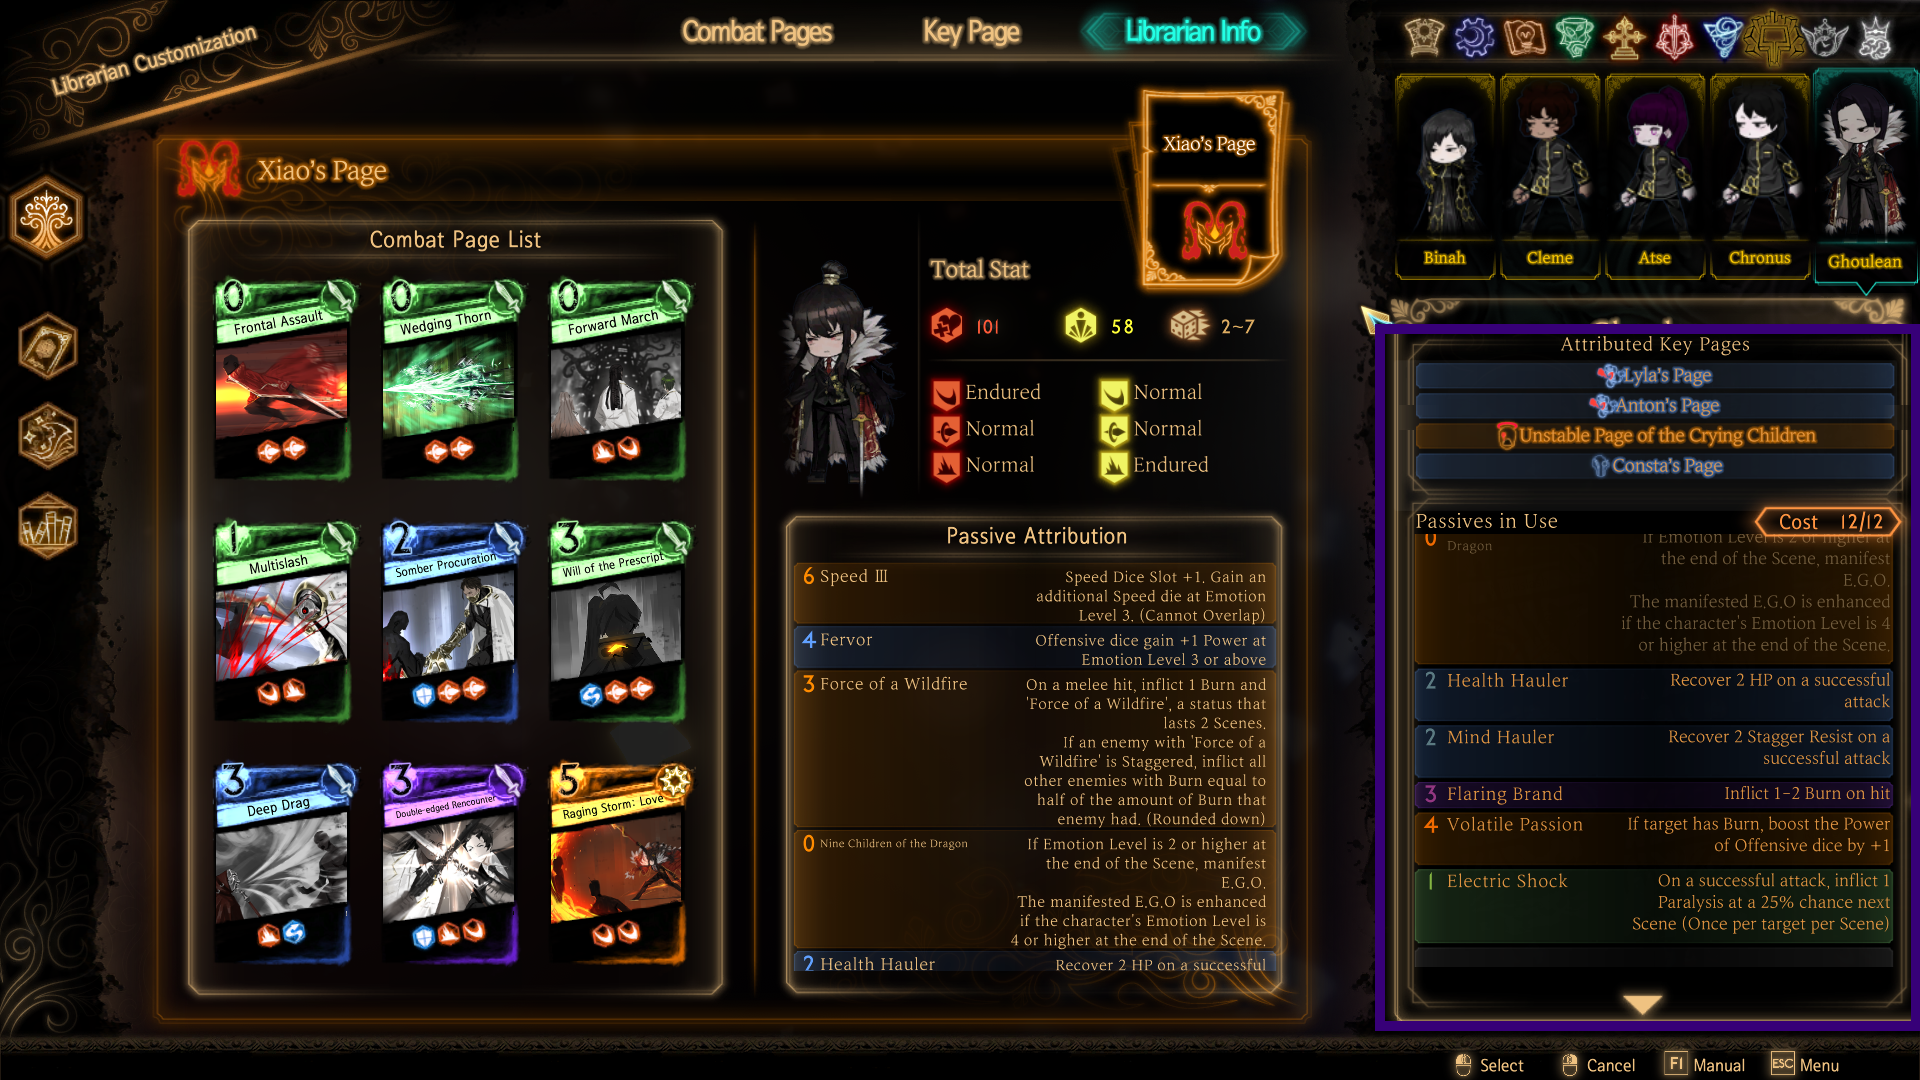 Librarian Customization
Combat Pages
Key Page
Librarian Info
Xiao's Page
Xiao's Page
Combat Page List
0
Frontal Assault
0
Wedging Thorn
0
Forward March
1
Multislash
2
Somber Procuration
3
Will of the Prescript
3
Deep Drag
3
Double-edged Rencounter
5
Raging Storm: Love
Total Stat
101
58
2~7
Endured
Normal
Normal
Normal
Normal
Endured
Passive Attribution
6 Speed III
Speed Dice Slot +1. Gain an
additional Speed die at Emotion
Level 3. (Cannot Overlap)
4 Fervor
Offensive dice gain +1 Power at
Emotion Level 3 or above
3 Force of a Wildfire
On a melee hit, inflict 1 Burn and
'Force of a Wildfire', a status that
lasts 2 Scenes.
If an enemy with 'Force of a
Wildfire' is Staggered, inflict all
other enemies with Burn equal to
half of the amount of Burn that
enemy had. (Rounded down)
0 Nine Children of the Dragon
If Emotion Level is 2 or higher at
the end of the Scene, manifest
E.G.O.
The manifested E.G.O is enhanced
if the character's Emotion Level is
4 or higher at the end of the Scene.
2 Health Hauler
Recover 2 HP on a successful
Binah
Cleme
Atse
Chronus
Ghoulean
Attributed Key Pages
Lyla's Page
Anton's Page
Unstable Page of the Crying Children
Consta's Page
Passives in Use
Cost 12/12
0 Dragon
If Emotion Level is 2 or higher at
the end of the Scene, manifest
E.G.O.
The manifested E.G.O is enhanced
if the character's Emotion Level is 4
or higher at the end of the Scene.
2 Health Hauler
Recover 2 HP on a successful
attack
2 Mind Hauler
Recover 2 Stagger Resist on a
successful attack
3 Flaring Brand
Inflict 1-2 Burn on hit
4 Volatile Passion
If target has Burn, boost the Power
of Offensive dice by +1
1 Electric Shock
On a successful attack, inflict 1
Paralysis at a 25% chance next
Scene (Once per target per Scene)
Select
Cancel
F1 Manual
ESC Menu